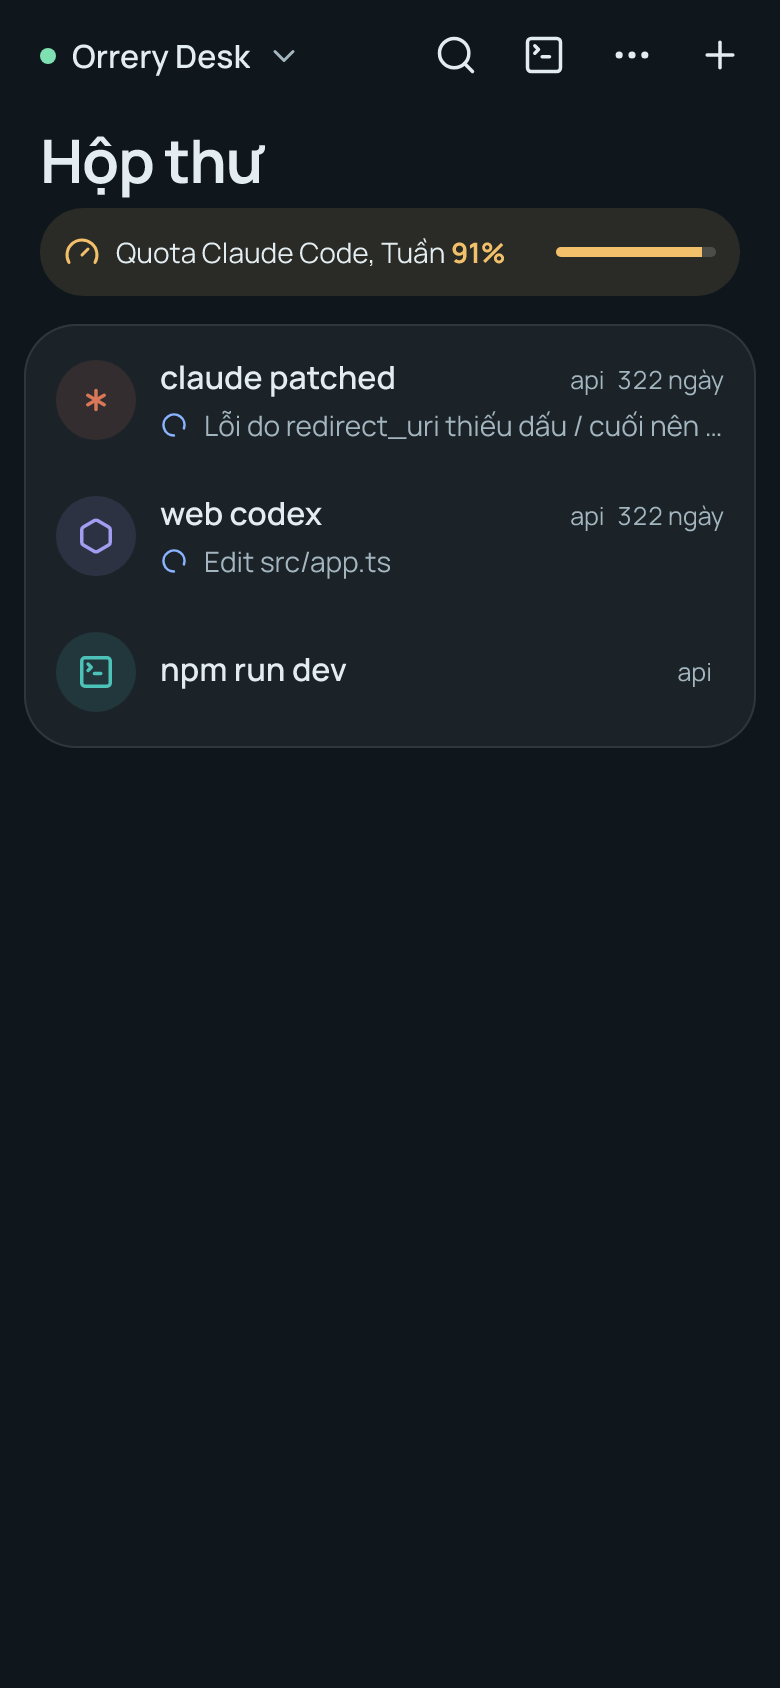 Orrery Desk
Hộp thư
Quota Claude Code, Tuần 91%
claude patched api 322 ngày
Lỗi do redirect_uri thiếu dấu / cuối nên ...
web codex api 322 ngày
Edit src/app.ts
npm run dev api